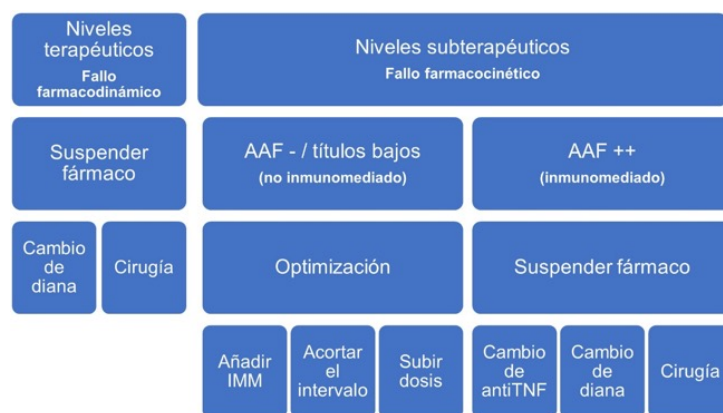 Niveles
terapéuticos
Fallo
farmacodinámico
Niveles subterapéuticos
Fallo farmacocinético
Suspender
fármaco
AAF - / títulos bajos
(no inmunomediado)
AAF ++
(inmunomediado)
Cambio
de
diana
Cirugía
Optimización
Suspender fármaco
Añadir
IMM
Acortar
el
intervalo
Subir
dosis
Cambio
de
antiTNF
Cambio
de
diana
Cirugía